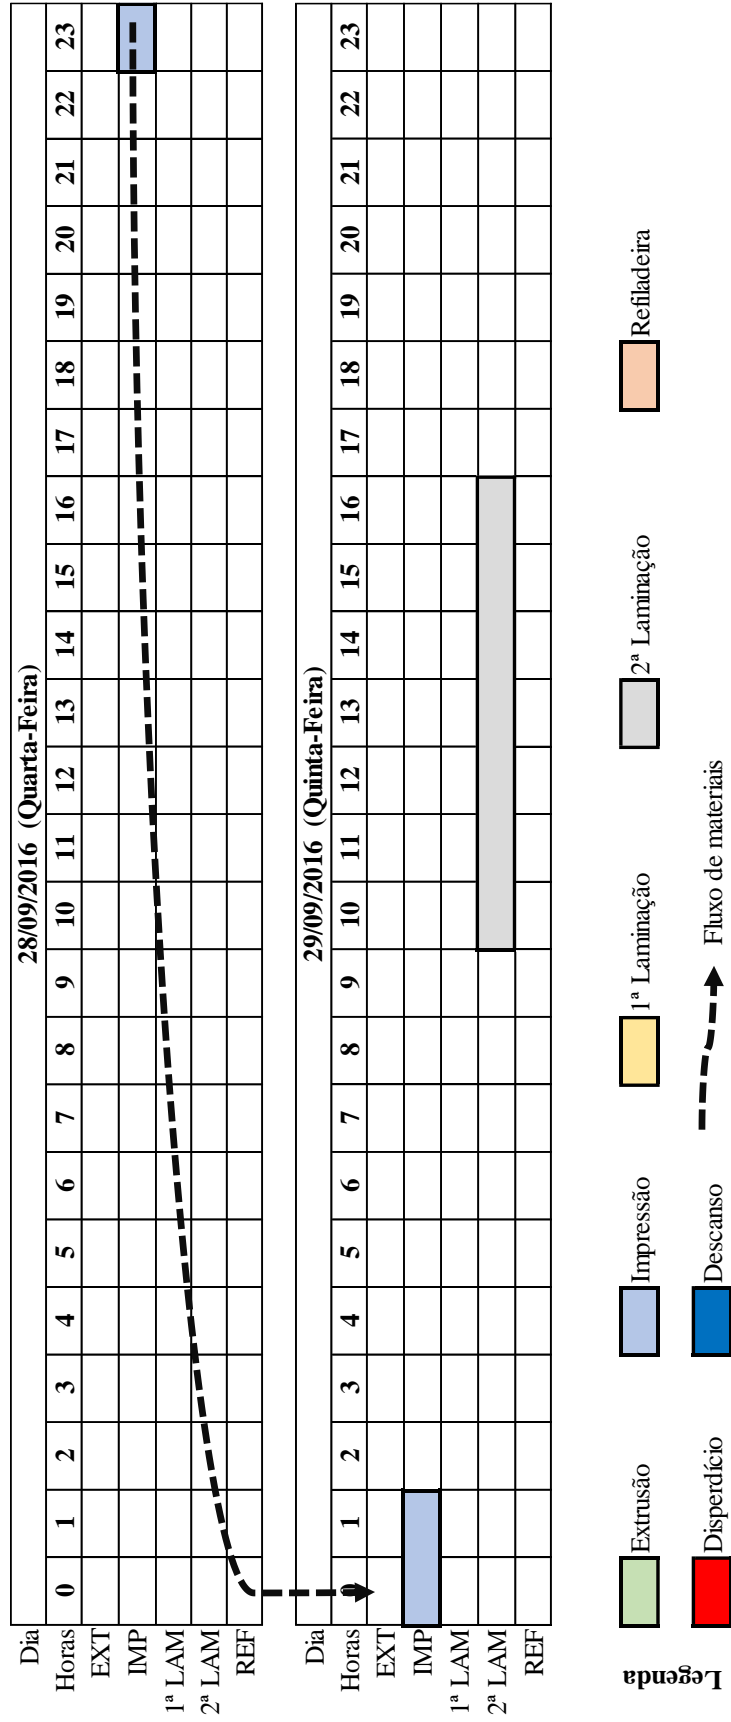 Dia 28/09/2016 (Quarta-Feira)
Horas 0 1 2 3 4 5 6 7 8 9 10 11 12 13 14 15 16 17 18 19 20 21 22 23
EXT
IMP
1ª LAM
2ª LAM
REF
Dia 29/09/2016 (Quinta-Feira)
Horas 0 1 2 3 4 5 6 7 8 9 10 11 12 13 14 15 16 17 18 19 20 21 22 23
EXT
IMP
1ª LAM
2ª LAM
REF
Legenda
Extrusão Impressão 1ª Laminação 2ª Laminação Refiladeira
Disperdício Descanso Fluxo de materiais